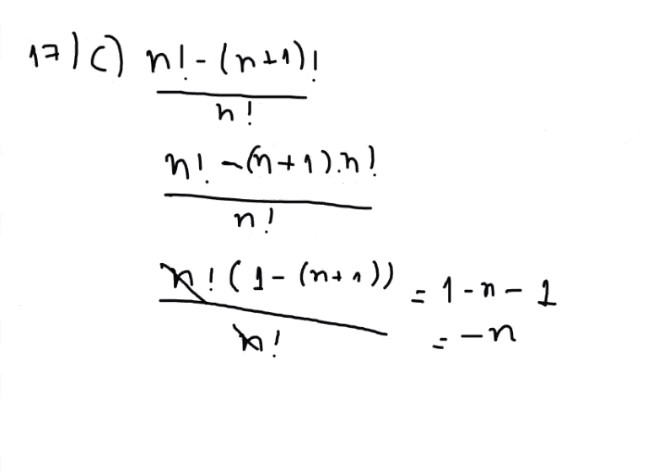 17) c) n! - (n+1)!
n!
n! - (n+1).n!
n!
n! (1 - (n+1)) = 1 - n - 1
n! = -n